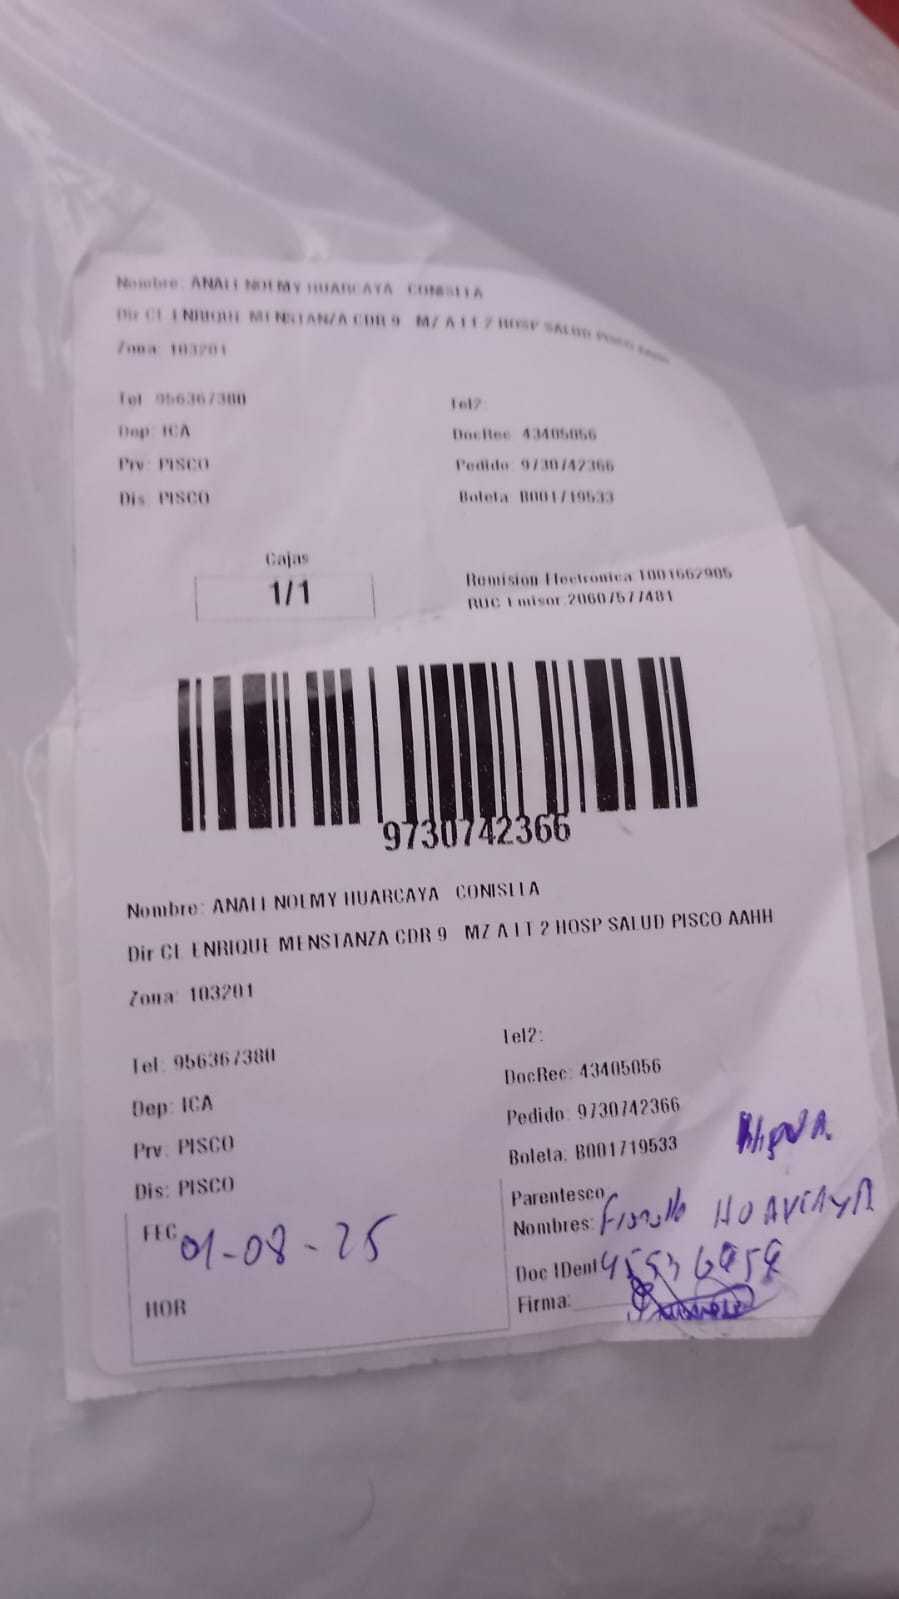 Nombre: ANALI NOEMY HUARCAYA CONISLLA
Dir CL ENRIQUE MENSTANZA CDR 9 MZ A LT 2 HOSP SALUD PISCO AAHH
Zona: 103201
Tel: 956367380
Tel2:
Dep: ICA
DocRec: 43405056
Prv: PISCO
Pedido: 9730742366
Dis: PISCO
Boleta: B001719533
Cajas
1/1
Remision Electronica:T001662905
RUC Emisor:20607577481
9730742366
Nombre: ANALI NOEMY HUARCAYA CONISLLA
Dir CL ENRIQUE MENSTANZA CDR 9 MZ A LT 2 HOSP SALUD PISCO AAHH
Zona: 103201
Tel: 956367380
Tel2:
Dep: ICA
DocRec: 43405056
Prv: PISCO
Pedido: 9730742366
Dis: PISCO
Boleta: B001719533
Parentesco
FEC 01-08-25
Nombres: HUARCAYA
Doc IDent
HOR
Firma: